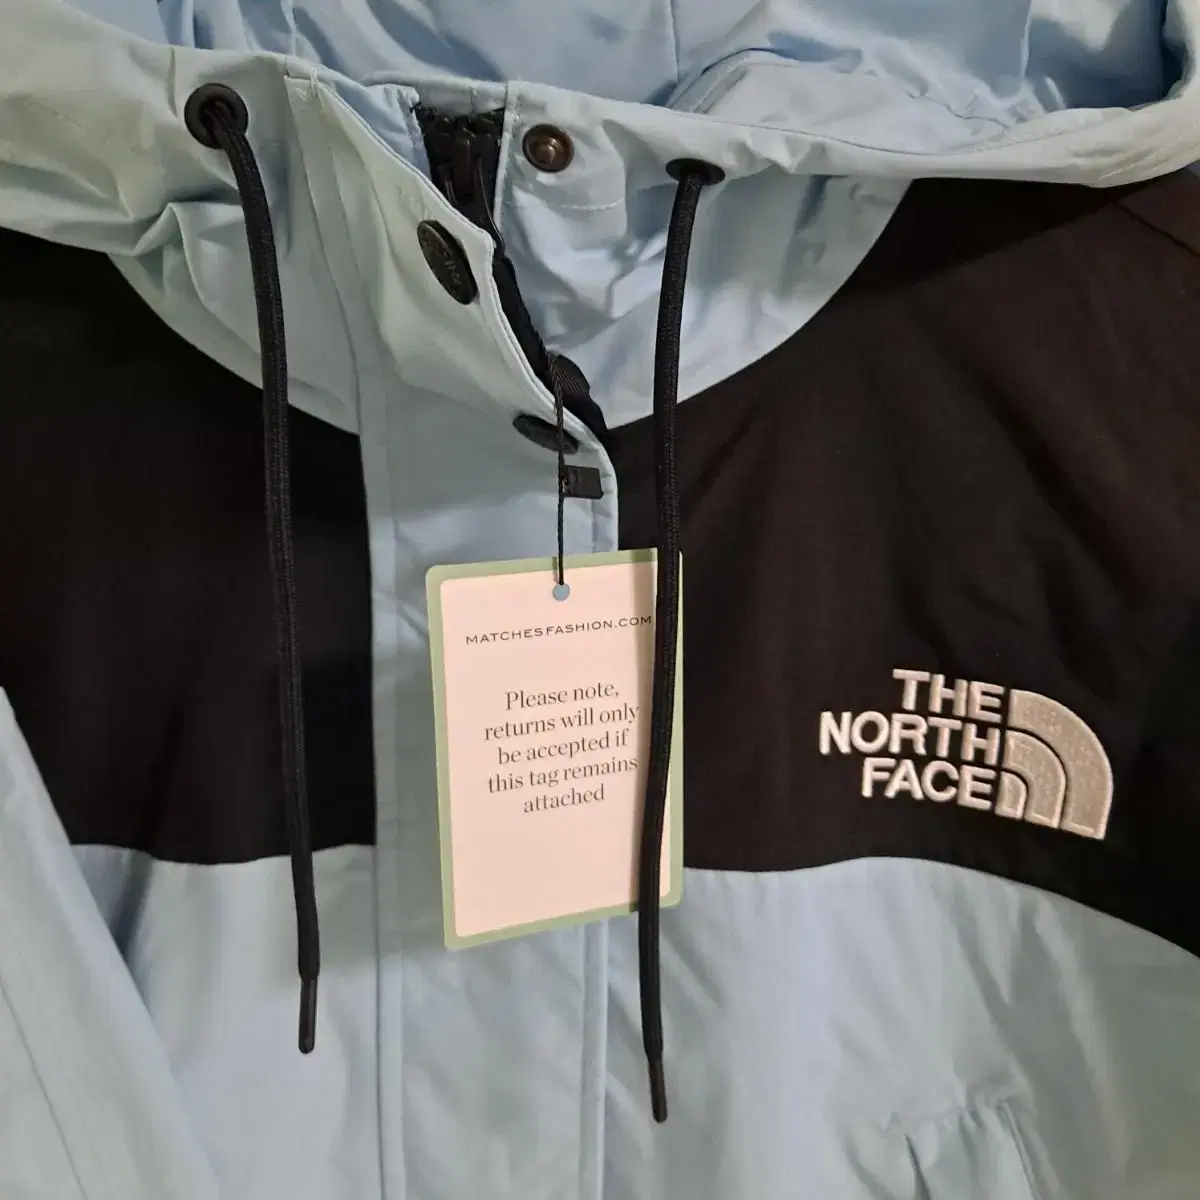 MATCHESFASHION.COM
Please note,
returns will only
be accepted if
this tag remains
attached
THE
NORTH
FACE